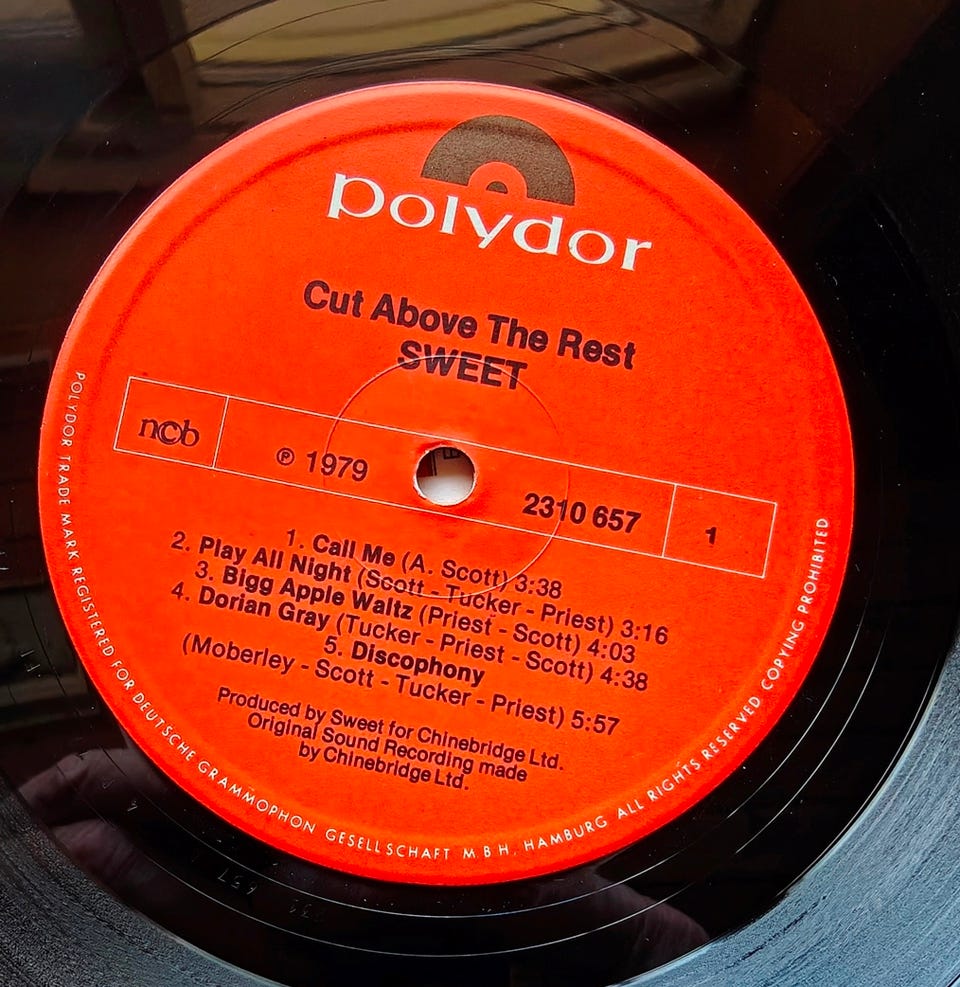 polydor
Cut Above The Rest
SWEET
ncb
℗ 1979
2310 657
1
1. Call Me (A. Scott) 3:38
2. Play All Night (Scott - Tucker - Priest) 3:16
3. Bigg Apple Waltz (Priest - Scott) 4:03
4. Dorian Gray (Tucker - Priest - Scott) 4:38
5. Discophony
(Moberley - Scott - Tucker - Priest) 5:57
Produced by Sweet for Chinebridge Ltd.
Original Sound Recording made
by Chinebridge Ltd.
POLYDOR TRADE MARK REGISTERED FOR DEUTSCHE GRAMMOPHON GESELLSCHAFT M B H, HAMBURG ALL RIGHTS RESERVED COPYING PROHIBITED